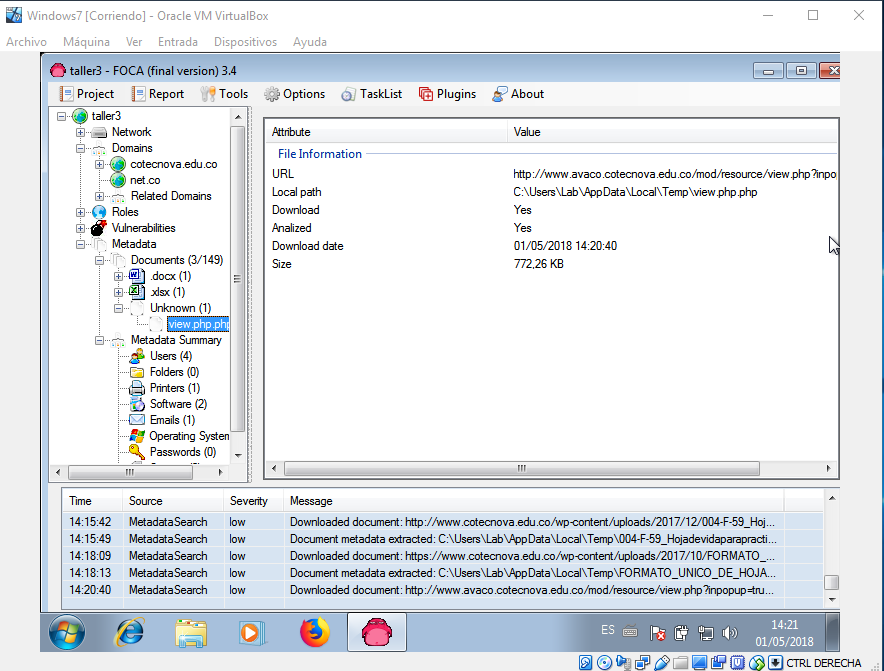 Windows7 [Corriendo] - Oracle VM VirtualBox
Archivo Máquina Ver Entrada Dispositivos Ayuda
taller3 - FOCA (final version) 3.4
Project Report Tools Options TaskList Plugins About
taller3
Network
Domains
cotecnova.edu.co
net.co
Related Domains
Roles
Vulnerabilities
Metadata
Documents (3/149)
.docx (1)
.xlsx (1)
Unknown (1)
view.php.php
Metadata Summary
Users (4)
Folders (0)
Printers (1)
Software (2)
Emails (1)
Operating System
Passwords (0)
Attribute Value
File Information
URL http://www.avaco.cotecnova.edu.co/mod/resource/view.php?inpop
Local path C:\Users\Lab\AppData\Local\Temp\view.php.php
Download Yes
Analized Yes
Download date 01/05/2018 14:20:40
Size 772,26 KB
Time Source Severity Message
14:15:42 MetadataSearch low Downloaded document: http://www.cotecnova.edu.co/wp-content/uploads/2017/12/004-F-59_Hoj...
14:15:49 MetadataSearch low Document metadata extracted: C:\Users\Lab\AppData\Local\Temp\004-F-59_Hojadevidaparapracti...
14:18:09 MetadataSearch low Downloaded document: https://www.cotecnova.edu.co/wp-content/uploads/2017/10/FORMATO_...
14:18:13 MetadataSearch low Document metadata extracted: C:\Users\Lab\AppData\Local\Temp\FORMATO_UNICO_DE_HOJA...
14:20:40 MetadataSearch low Downloaded document: http://www.avaco.cotecnova.edu.co/mod/resource/view.php?inpopup=tru...
ES
14:21
01/05/2018
CTRL DERECHA